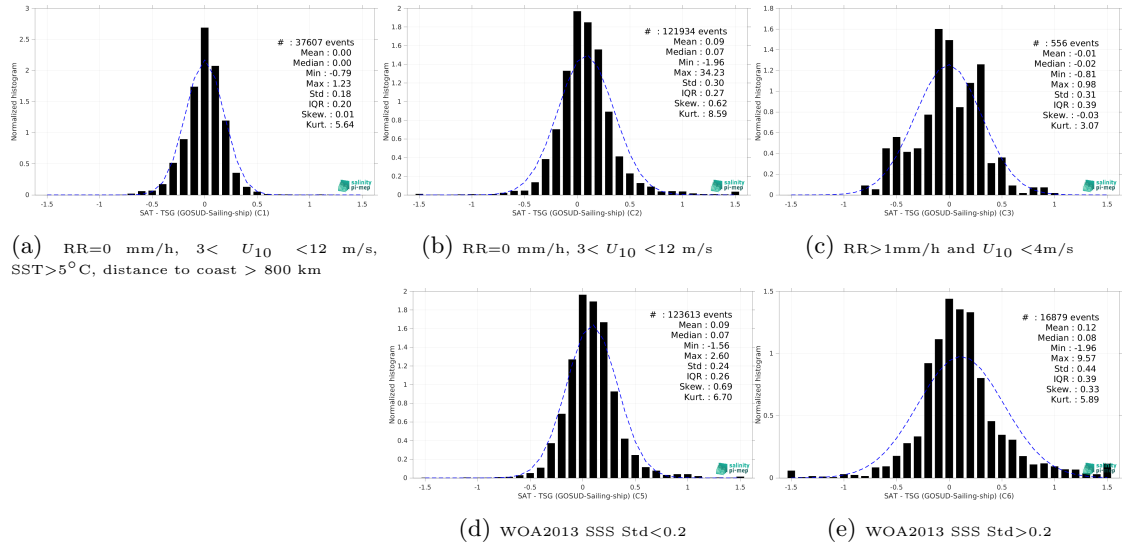 3
2.5
2
1.5
1
0.5
0
Normalized histogram
# : 37607 events
Mean : 0.00
Median : 0.00
Min : -0.79
Max : 1.23
Std : 0.18
IQR : 0.20
Skew. : 0.01
Kurt. : 5.64
salinity
pi-mep
-1.5 -1 -0.5 0 0.5 1 1.5
SAT - TSG (GOSUD-Sailing-ship) (C1)
(a) RR=0 mm/h, 3< U10 <12 m/s,
SST>5°C, distance to coast > 800 km
2
1.8
1.6
1.4
1.2
1
0.8
0.6
0.4
0.2
0
Normalized histogram
# : 121934 events
Mean : 0.09
Median : 0.07
Min : -1.96
Max : 34.23
Std : 0.30
IQR : 0.27
Skew. : 0.62
Kurt. : 8.59
salinity
pi-mep
-1.5 -1 -0.5 0 0.5 1 1.5
SAT - TSG (GOSUD-Sailing-ship) (C2)
(b) RR=0 mm/h, 3< U10 <12 m/s
1.8
1.6
1.4
1.2
1
0.8
0.6
0.4
0.2
0
Normalized histogram
# : 556 events
Mean : -0.01
Median : -0.02
Min : -0.81
Max : 0.98
Std : 0.31
IQR : 0.39
Skew. : -0.03
Kurt. : 3.07
salinity
pi-mep
-1.5 -1 -0.5 0 0.5 1 1.5
SAT - TSG (GOSUD-Sailing-ship) (C3)
(c) RR>1mm/h and U10 <4m/s
2
1.8
1.6
1.4
1.2
1
0.8
0.6
0.4
0.2
0
Normalized histogram
# : 123613 events
Mean : 0.09
Median : 0.07
Min : -1.56
Max : 2.60
Std : 0.24
IQR : 0.26
Skew. : 0.69
Kurt. : 6.70
salinity
pi-mep
-1.5 -1 -0.5 0 0.5 1 1.5
SAT - TSG (GOSUD-Sailing-ship) (C5)
(d) WOA2013 SSS Std<0.2
1.5
1
0.5
0
Normalized histogram
# : 16879 events
Mean : 0.12
Median : 0.08
Min : -1.96
Max : 9.57
Std : 0.44
IQR : 0.39
Skew. : 0.33
Kurt. : 5.89
salinity
pi-mep
-1.5 -1 -0.5 0 0.5 1 1.5
SAT - TSG (GOSUD-Sailing-ship) (C6)
(e) WOA2013 SSS Std>0.2